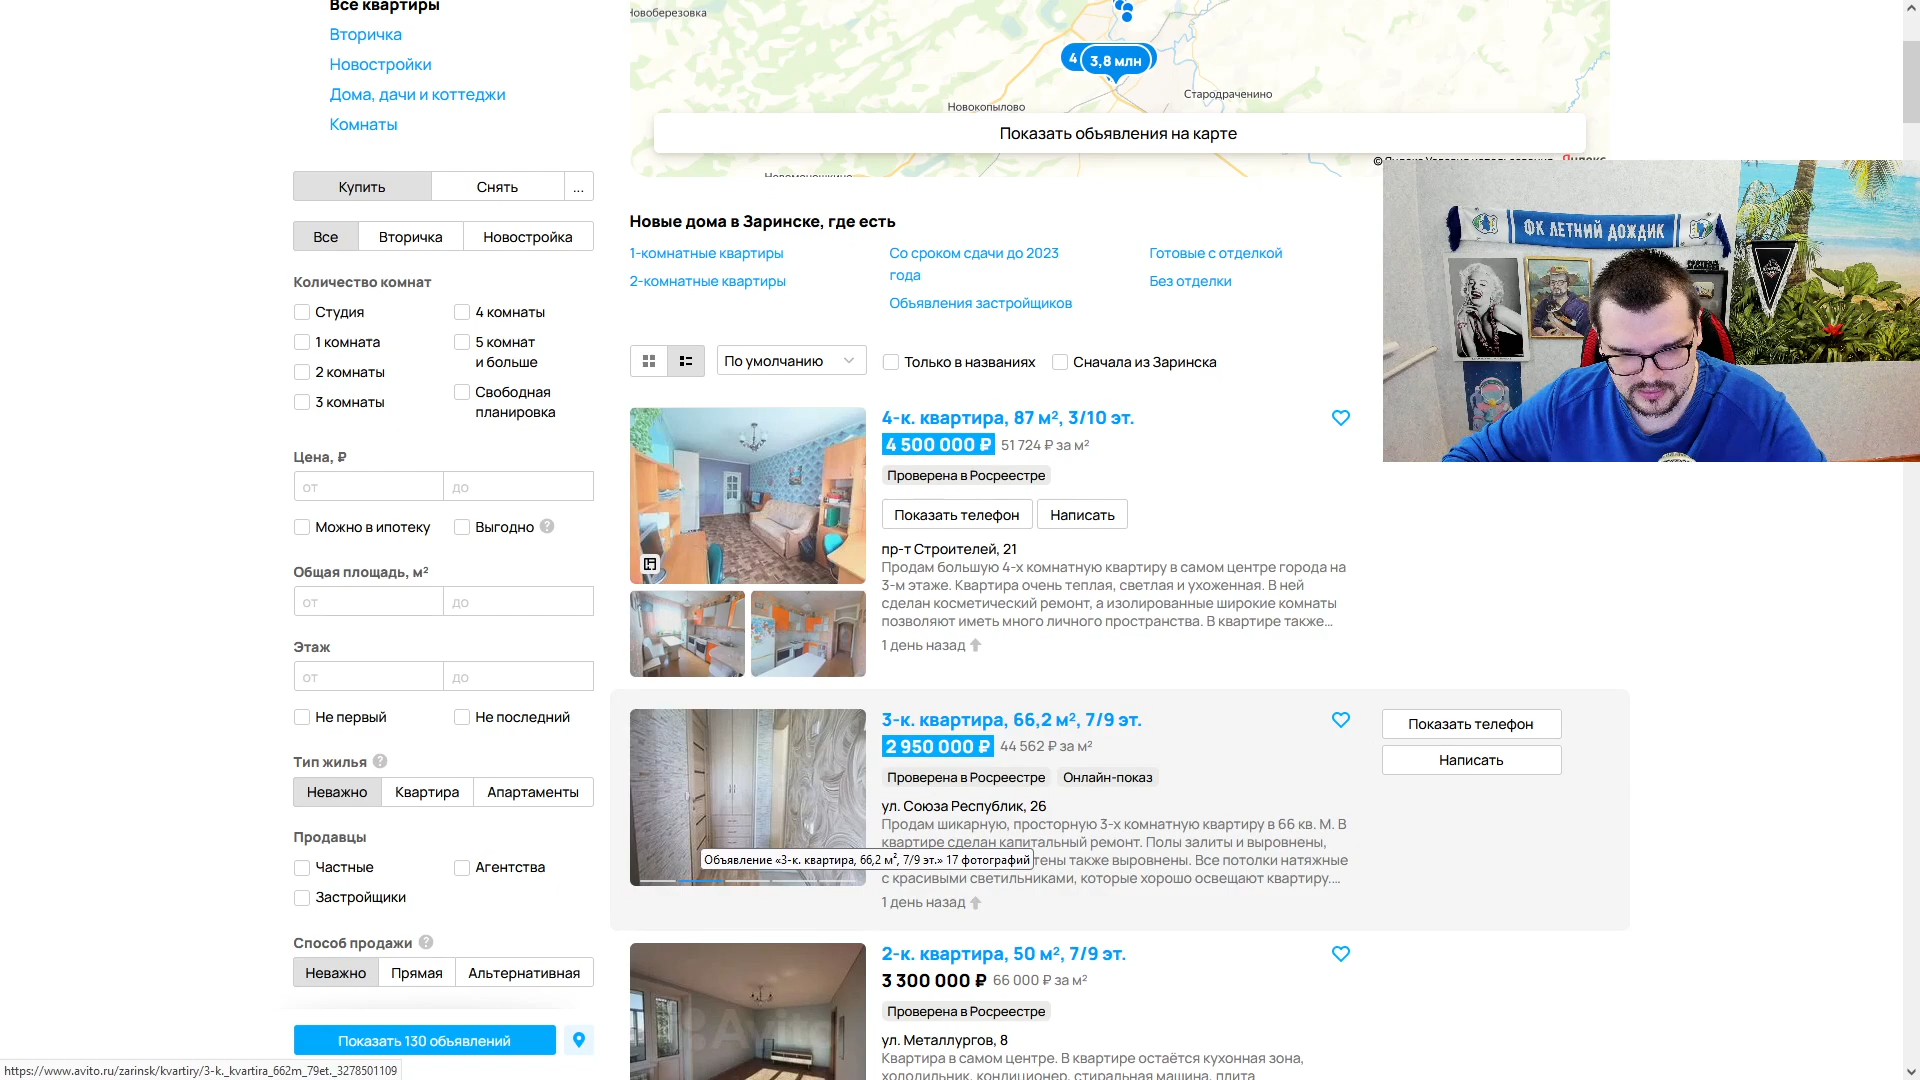 Все квартиры
Вторичка
Новостройки
Дома, дачи и коттеджи
Комнаты
Купить
Снять
...
Все
Вторичка
Новостройка
Количество комнат
Студия
4 комнаты
1 комната
5 комнат
и больше
2 комнаты
Свободная
планировка
3 комнаты
Цена, ₽
от
до
Можно в ипотеку
Выгодно ?
Общая площадь, м²
от
до
Этаж
от
до
Не первый
Не последний
Тип жилья ?
Неважно
Квартира
Апартаменты
Продавцы
Частные
Агентства
Застройщики
Способ продажи ?
Неважно
Прямая
Альтернативная
Показать 130 объявлений
https://www.avito.ru/zarinsk/kvartiry/3-k._kvartira_662m_79et._3278501109
Новоберезовка
4
3,8 млн
Стародраченино
Новокопылово
Показать объявления на карте
Новые дома в Заринске, где есть
1-комнатные квартиры
2-комнатные квартиры
Со сроком сдачи до 2023
года
Объявления застройщиков
Готовые с отделкой
Без отделки
По умолчанию
Только в названиях
Сначала из Заринска
ФК ЛЕТНИЙ ДОЖДИК
4-к. квартира, 87 м², 3/10 эт.
4 500 000 ₽ 51 724 ₽ за м²
Проверена в Росреестре
Показать телефон
Написать
пр-т Строителей, 21
Продам большую 4-х комнатную квартиру в самом центре города на
3-м этаже. Квартира очень теплая, светлая и ухоженная. В ней
сделан косметический ремонт, а изолированные широкие комнаты
позволяют иметь много личного пространства. В квартире также...
1 день назад
3-к. квартира, 66,2 м², 7/9 эт.
2 950 000 ₽ 44 562 ₽ за м²
Проверена в Росреестре
Онлайн-показ
Показать телефон
Написать
ул. Союза Республик, 26
Продам шикарную, просторную 3-х комнатную квартиру в 66 кв. М. В
квартире сделан капитальный ремонт. Полы залиты и выровнены,
Объявление «3-к. квартира, 66,2 м², 7/9 эт.» 17 фотографий
также выровнены. Все потолки натяжные
с красивыми светильниками, которые хорошо освещают квартиру....
1 день назад
2-к. квартира, 50 м², 7/9 эт.
3 300 000 ₽ 66 000 ₽ за м²
Проверена в Росреестре
ул. Металлургов, 8
Квартира в самом центре. В квартире остаётся кухонная зона,
холодильник, кондиционер, стиральная машина, плита
Avito